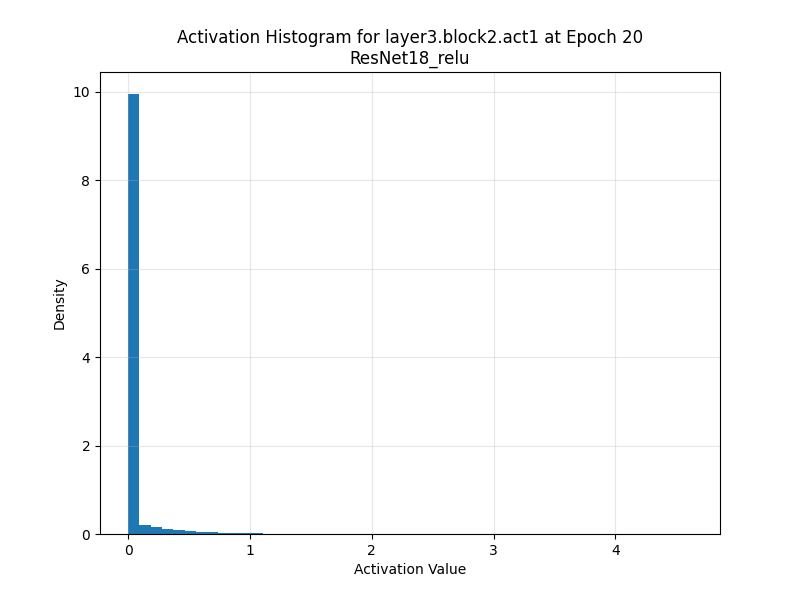 Activation Histogram for layer3.block2.act1 at Epoch 20
ResNet18_relu
10
8
6
4
2
0
Density
0 1 2 3 4
Activation Value